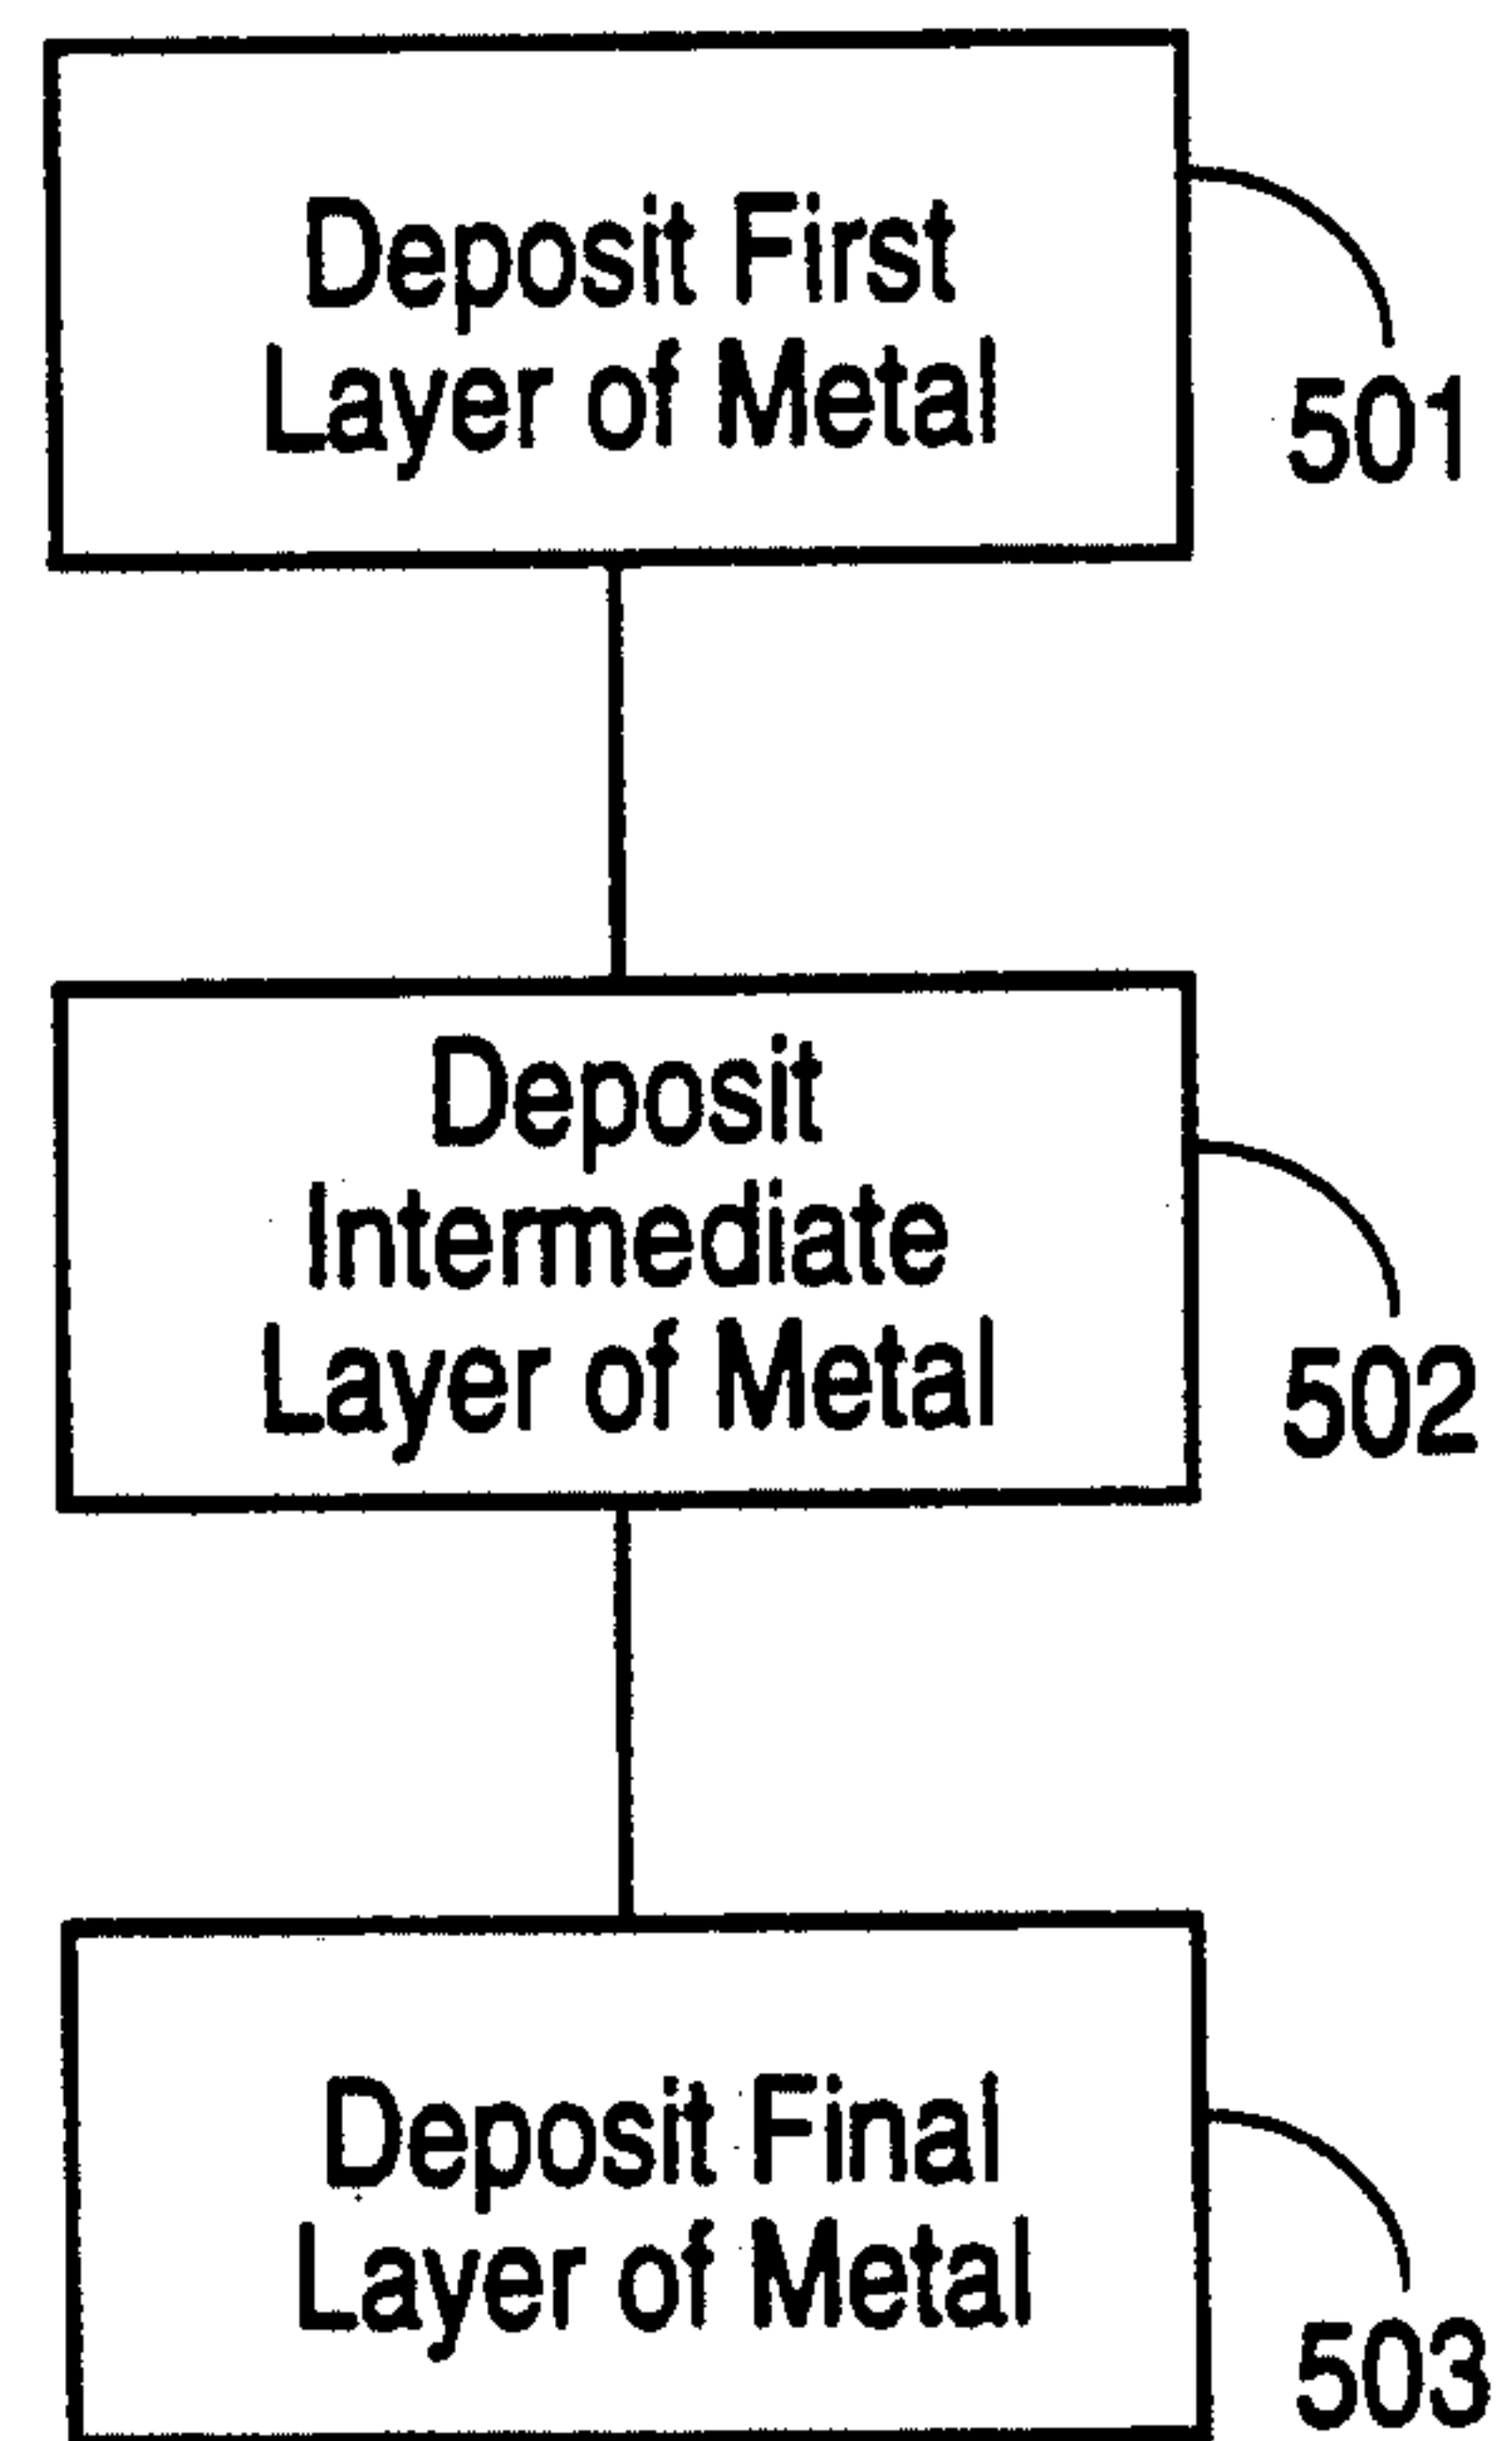 Deposit First
Layer of Metal
501
Deposit
Intermediate
Layer of Metal
502
Deposit Final
Layer of Metal
503